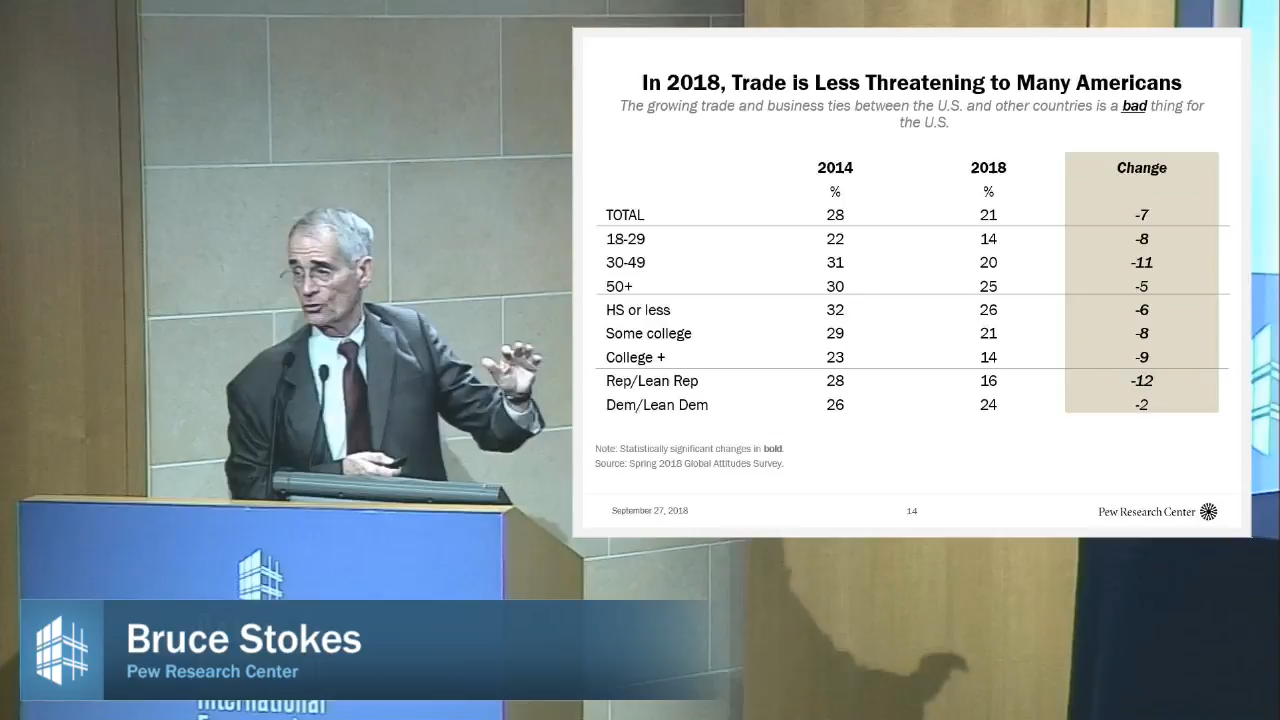 In 2018, Trade is Less Threatening to Many Americans
The growing trade and business ties between the U.S. and other countries is a bad thing for
the U.S.
2014 2018 Change
% %
TOTAL 28 21 -7
18-29 22 14 -8
30-49 31 20 -11
50+ 30 25 -5
HS or less 32 26 -6
Some college 29 21 -8
College + 23 14 -9
Rep/Lean Rep 28 16 -12
Dem/Lean Dem 26 24 -2
Note: Statistically significant changes in bold.
Source: Spring 2018 Global Attitudes Survey.
September 27, 2018 14 Pew Research Center
Bruce Stokes
Pew Research Center
International